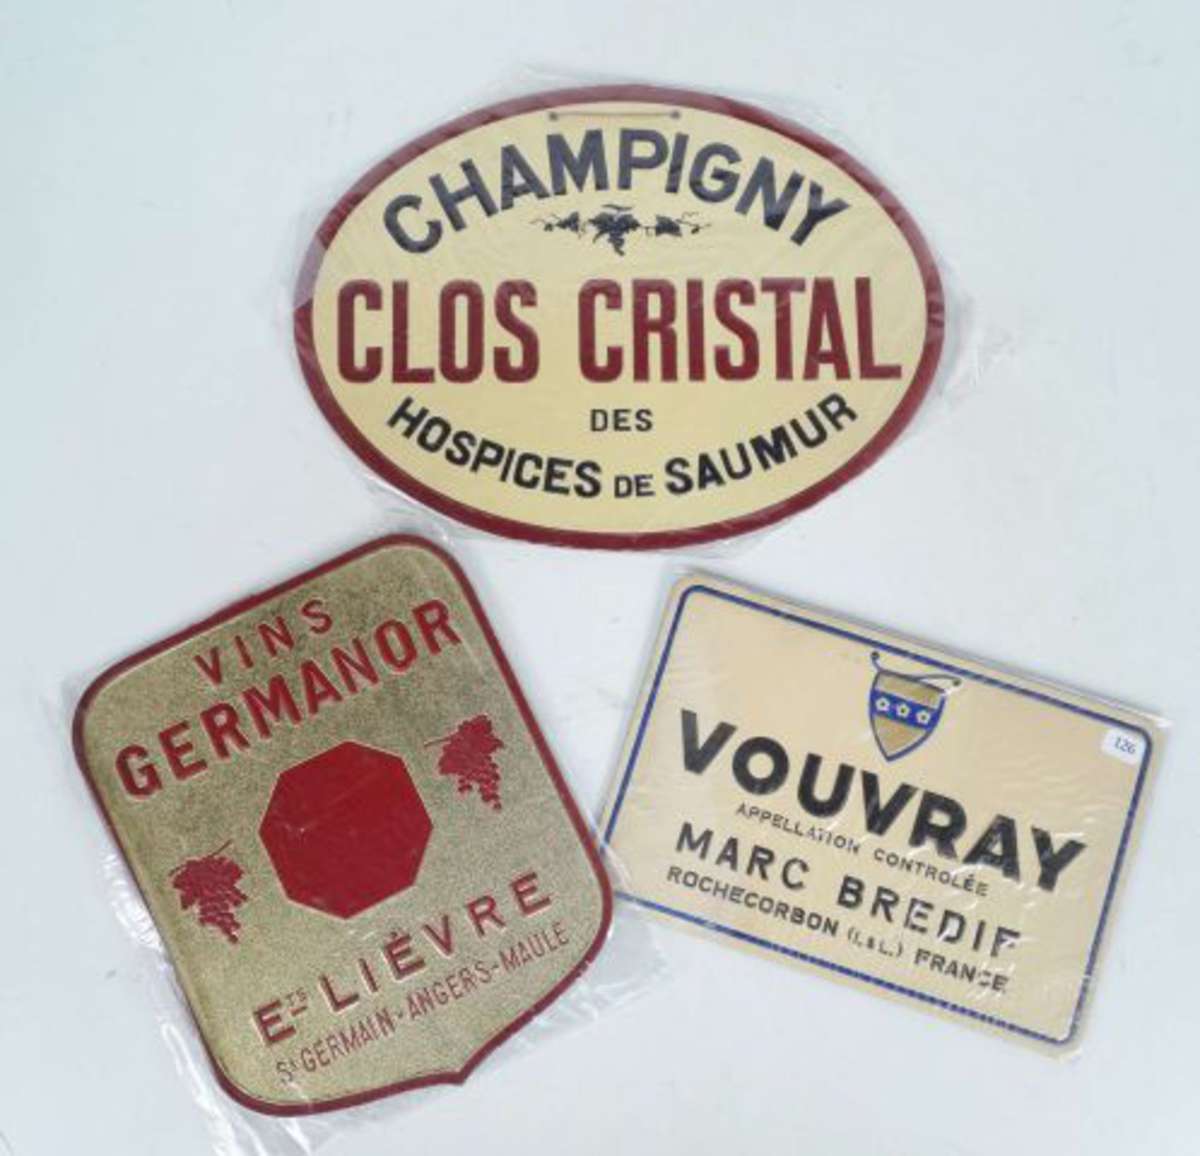 CHAMPIGNY
CLOS CRISTAL
DES
HOSPICES DE SAUMUR
VINS
GERMANOR
ETS LIÈVRE
ST GERMAIN-ANGERS-MAULE
126
VOUVRAY
APPELLATION CONTROLÉE
MARC BREDIF
ROCHECORBON (I.&L.) FRANCE